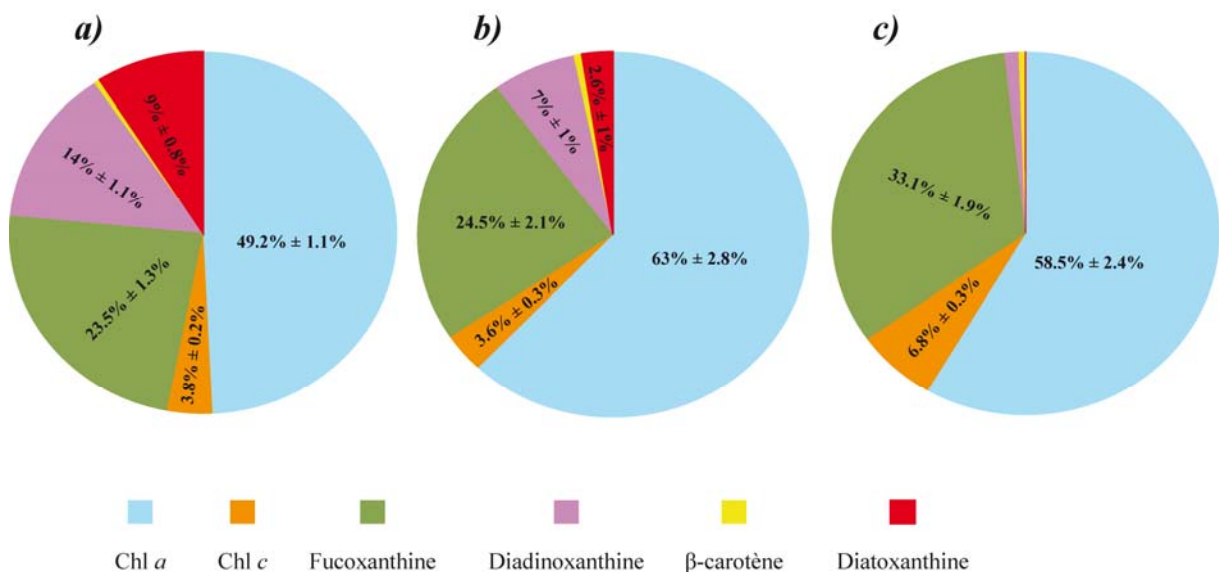 a)
9% ± 0.8%
14% ± 1.1%
49.2% ± 1.1%
23.5% ± 1.3%
3.8% ± 0.2%
b)
2.6% ± 1%
7% ± 1%
24.5% ± 2.1%
63% ± 2.8%
3.6% ± 0.3%
c)
33.1% ± 1.9%
58.5% ± 2.4%
6.8% ± 0.3%
Chl a Chl c Fucoxanthine Diadinoxanthine β-carotène Diatoxanthine